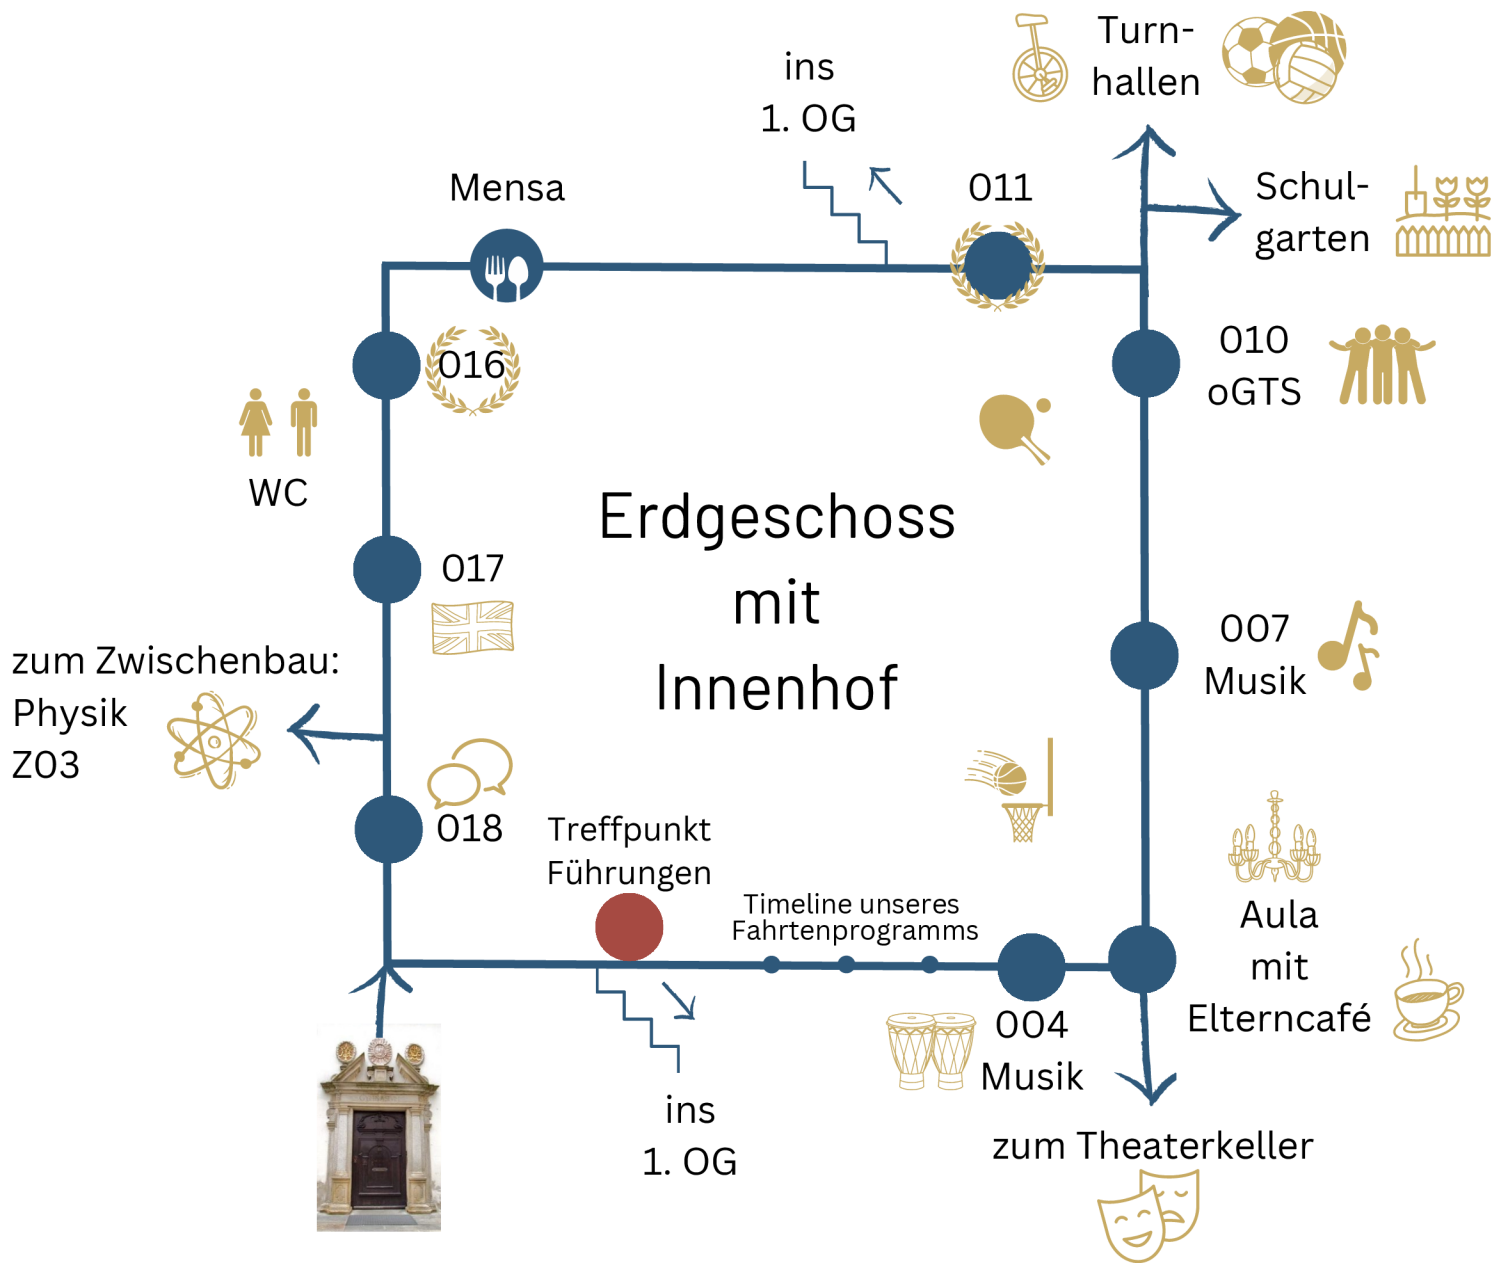 Turn-
hallen
ins
1. OG
Mensa
011
Schul-
garten
016
010
oGTS
WC
Erdgeschoss
mit
Innenhof
017
007
Musik
zum Zwischenbau:
Physik
Z03
018
Treffpunkt
Führungen
Timeline unseres
Fahrtenprogramms
Aula
mit
Elterncafé
004
Musik
ins
1. OG
zum Theaterkeller